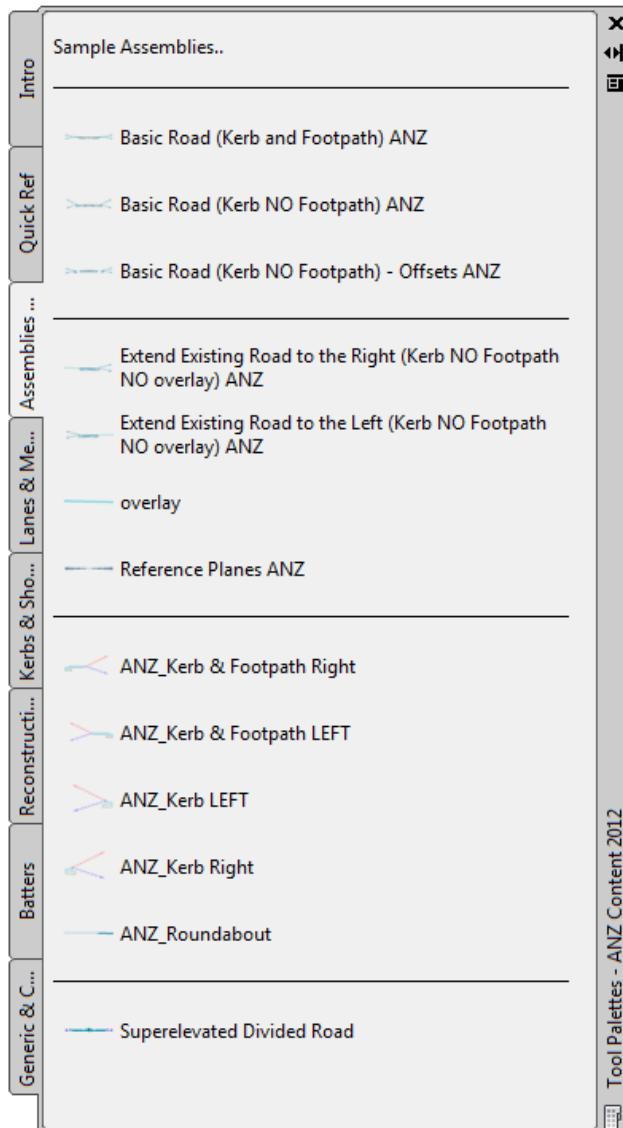 Sample Assemblies..
Basic Road (Kerb and Footpath) ANZ
Basic Road (Kerb NO Footpath) ANZ
Basic Road (Kerb NO Footpath) - Offsets ANZ
Extend Existing Road to the Right (Kerb NO Footpath
NO overlay) ANZ
Extend Existing Road to the Left (Kerb NO Footpath
NO overlay) ANZ
overlay
Reference Planes ANZ
ANZ_Kerb & Footpath Right
ANZ_Kerb & Footpath LEFT
ANZ_Kerb LEFT
ANZ_Kerb Right
ANZ_Roundabout
Superelevated Divided Road
Intro
Quick Ref
Assemblies ...
Lanes & Me...
Kerbs & Sho...
Reconstructi...
Batters
Generic & C...
Tool Palettes - ANZ Content 2012